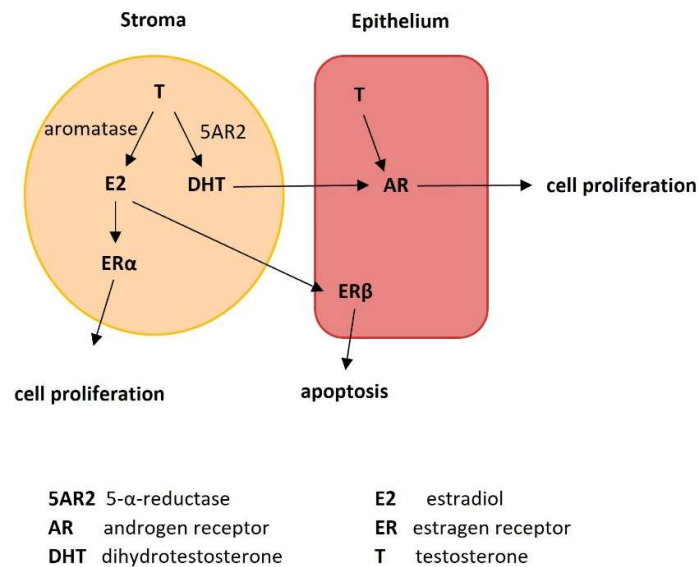 Stroma
Epithelium
T
T
aromatase
5AR2
E2
DHT
AR
cell proliferation
ERα
ERβ
cell proliferation
apoptosis
5AR2 5-α-reductase
E2 estradiol
AR androgen receptor
ER estragen receptor
DHT dihydrotestosterone
T testosterone